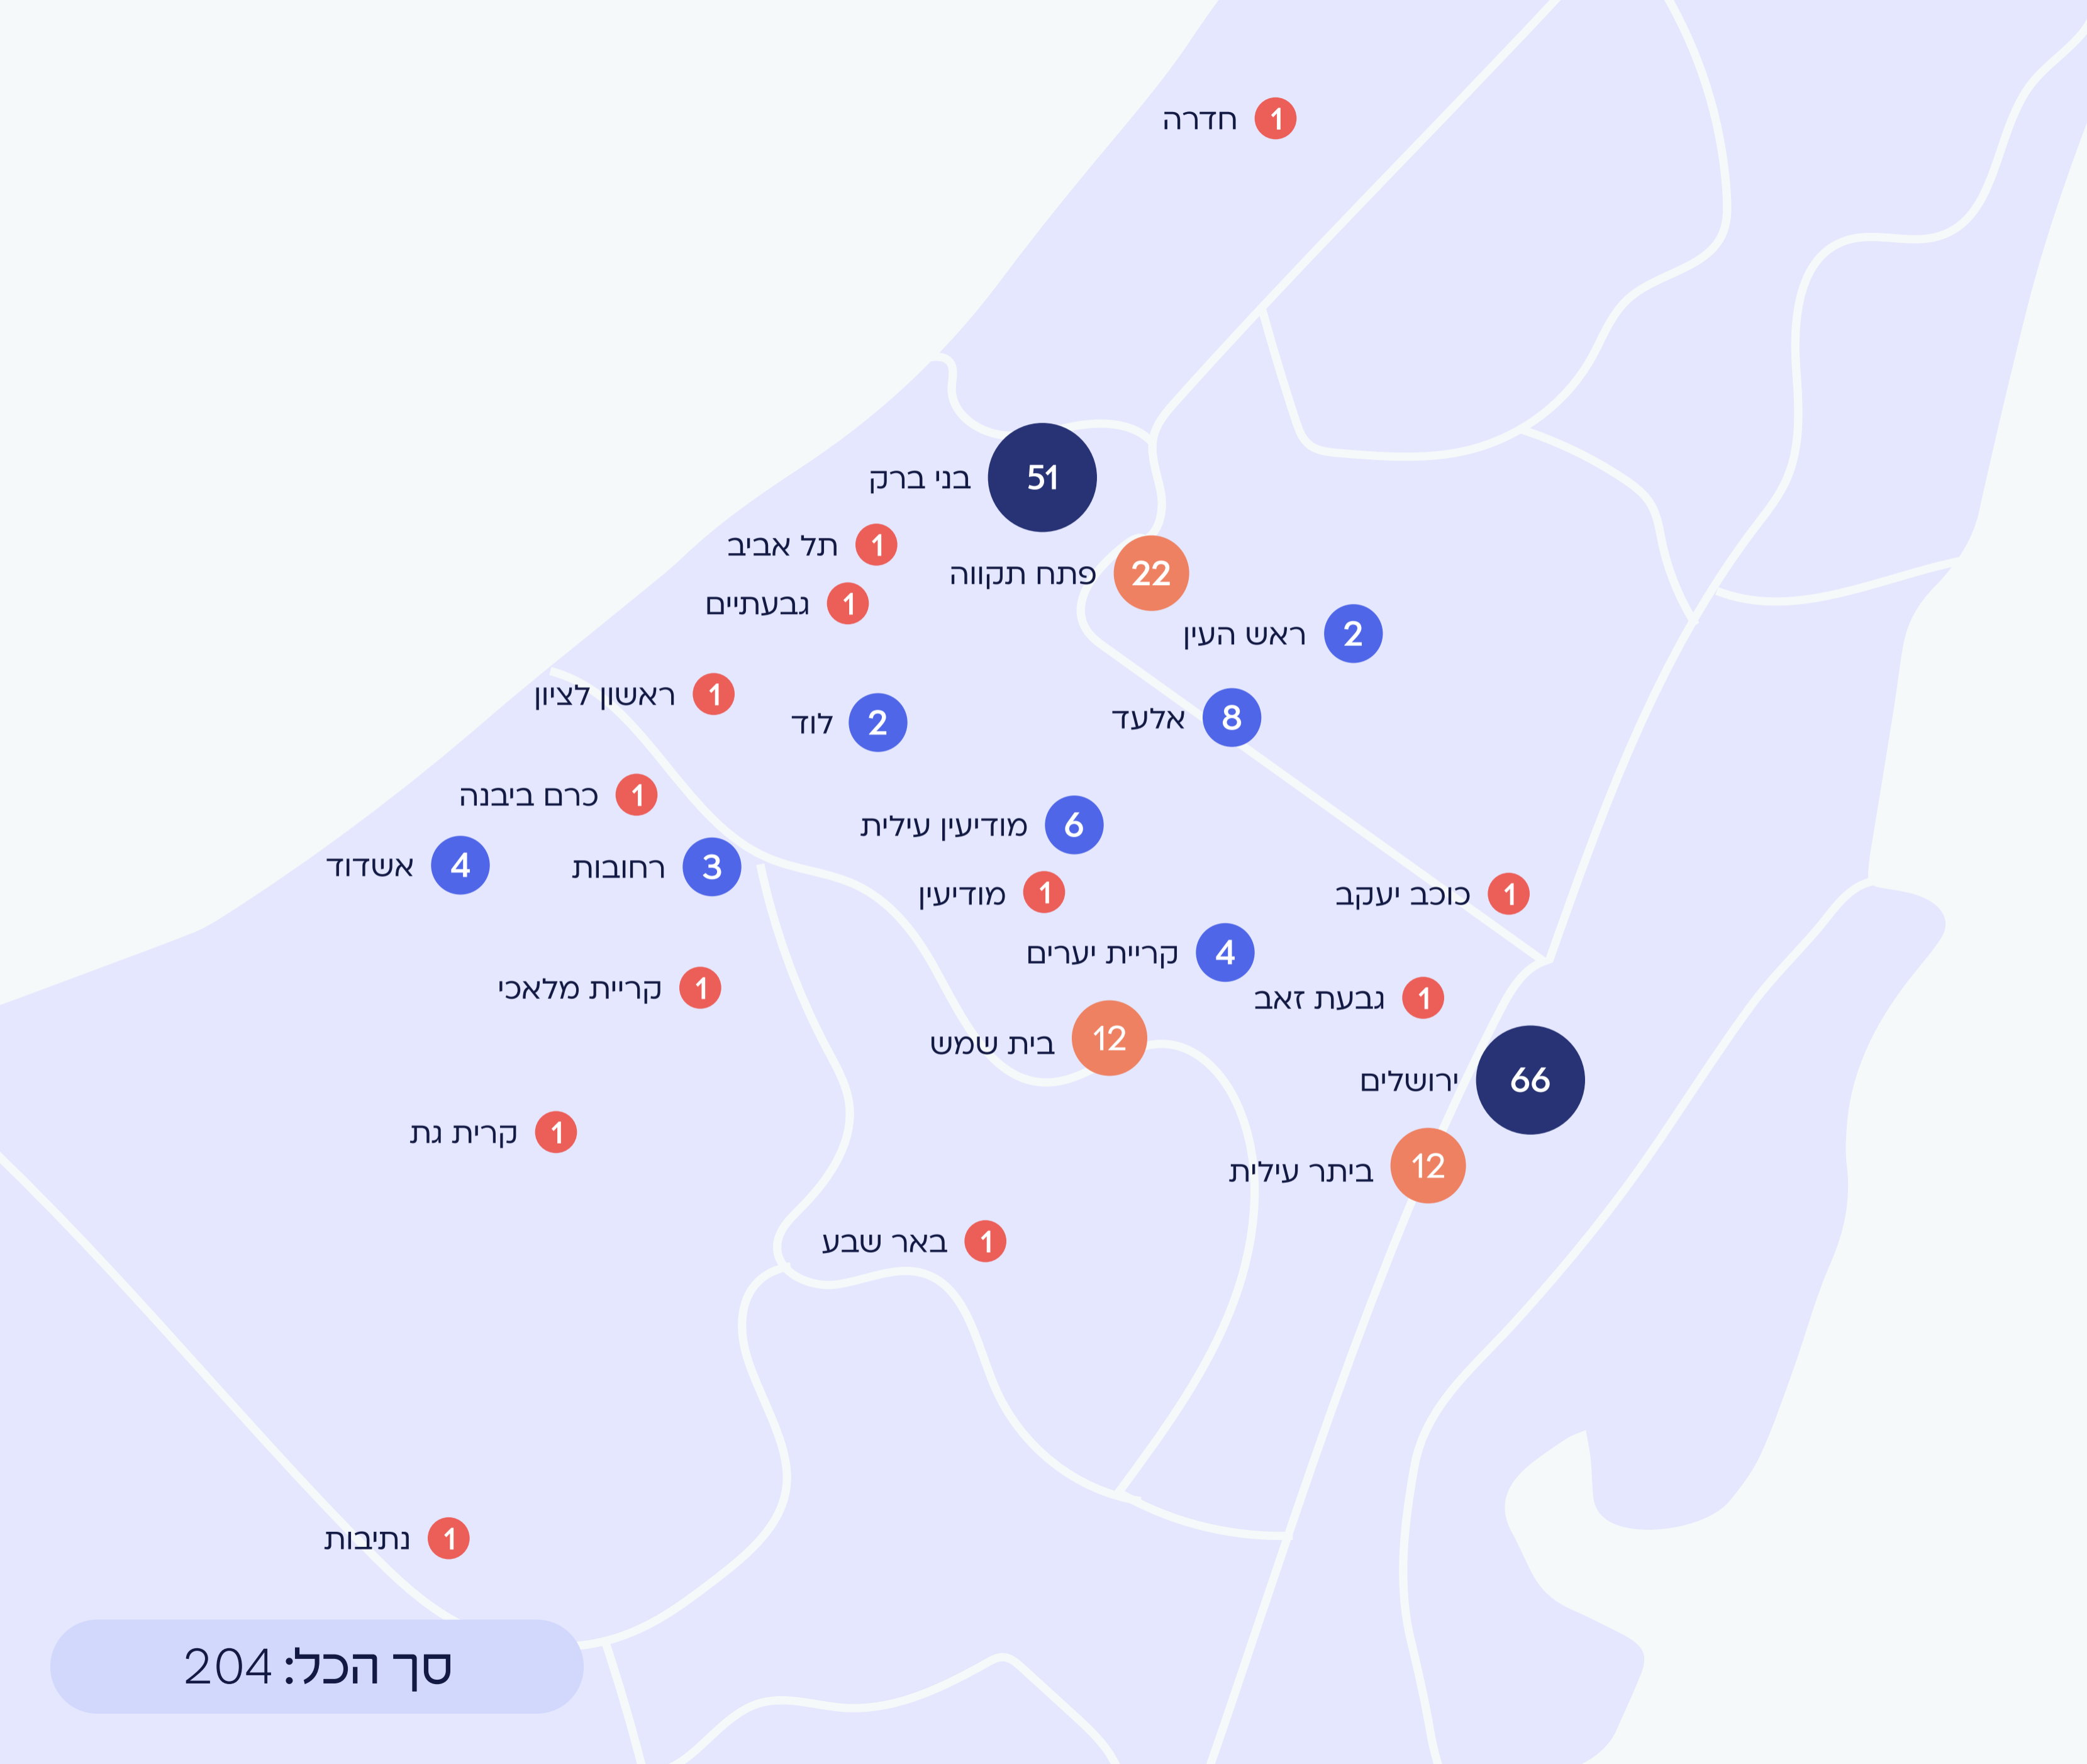 חדרה 1
בני ברק 51
תל אביב 1
פתח תקווה 22
גבעתיים 1
ראש העין 2
ראשון לציון 1
לוד 2
אלעד 8
כרם ביבנה 1
מודיעין עילית 6
אשדוד 4
רחובות 3
מודיעין 1
כוכב יעקב 1
קריית יערים 4
קריית מלאכי 1
גבעת זאב 1
בית שמש 12
ירושלים 66
קרית גת 1
ביתר עילית 12
באר שבע 1
נתיבות 1
סך הכל: 204